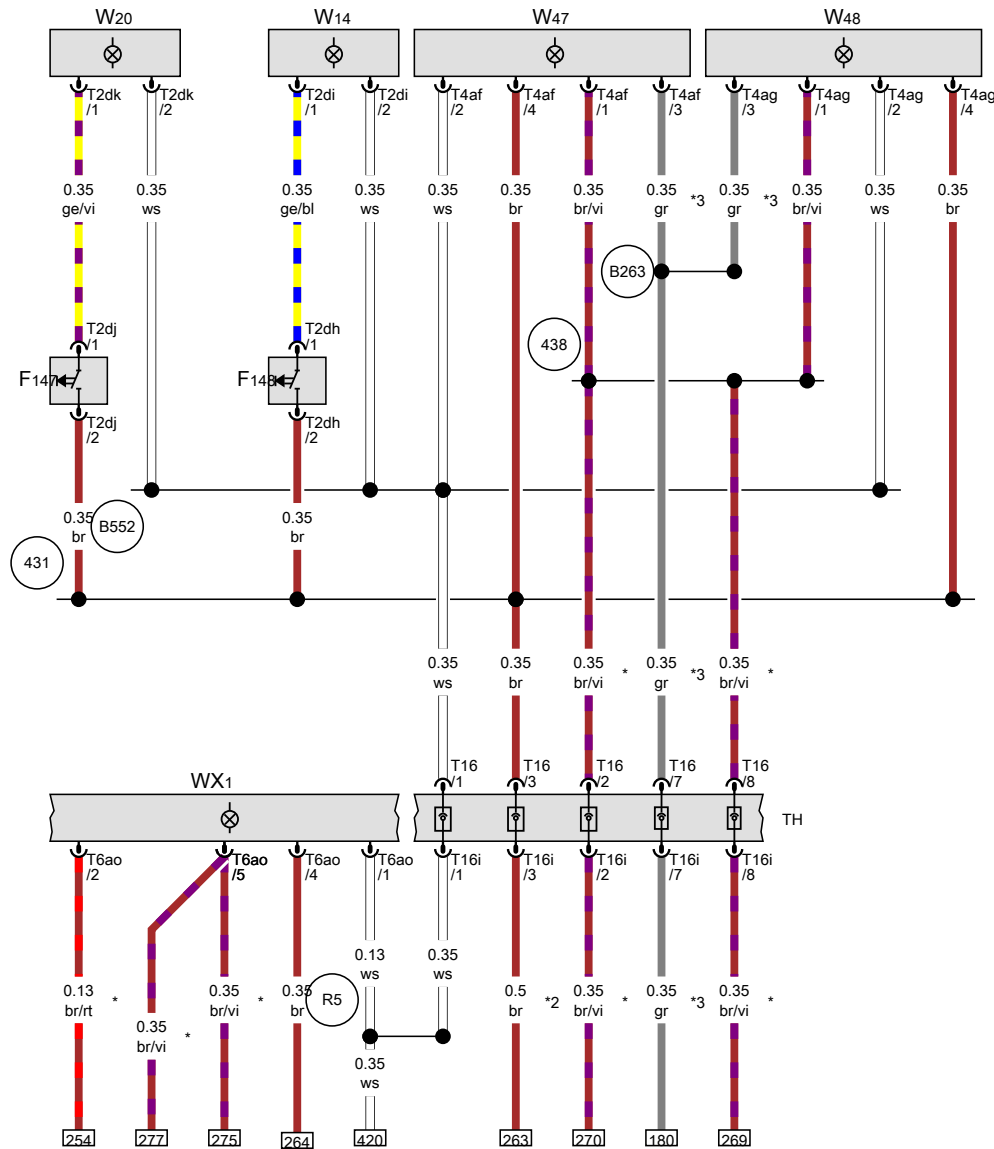 W20 W14 W47 W48
T2dk T2dk T2di T2di T4af T4af T4af T4af T4ag T4ag T4ag T4ag
/1 /2 /1 /2 /2 /4 /1 /3 /3 /1 /2 /4
0.35 0.35 0.35 0.35 0.35 0.35 0.35 0.35 0.35 0.35 0.35 0.35
ge/vi ws ge/bl ws ws br br/vi gr *3 gr *3 br/vi ws br
B263
T2dj T2dh
/1 /1
438
F147 F148
T2dj T2dh
/2 /2
0.35 0.35
br br
B552
431
0.35 0.35 0.35 0.35 0.35
ws br br/vi * gr *3 br/vi *
T16 T16 T16 T16 T16
/1 /3 /2 /7 /8
WX1
TH
T6ao T6ao T6ao T6ao T16i T16i T16i T16i T16i
/2 /5 /4 /1 /1 /3 /2 /7 /8
0.13 0.35
ws ws
0.13 0.35 0.35 0.5 0.35 0.35 0.35
br/rt * br/vi * br R5 br *2 br/vi * gr *3 br/vi *
0.35
br/vi *
0.35
ws
254 277 275 264 420 263 270 180 269